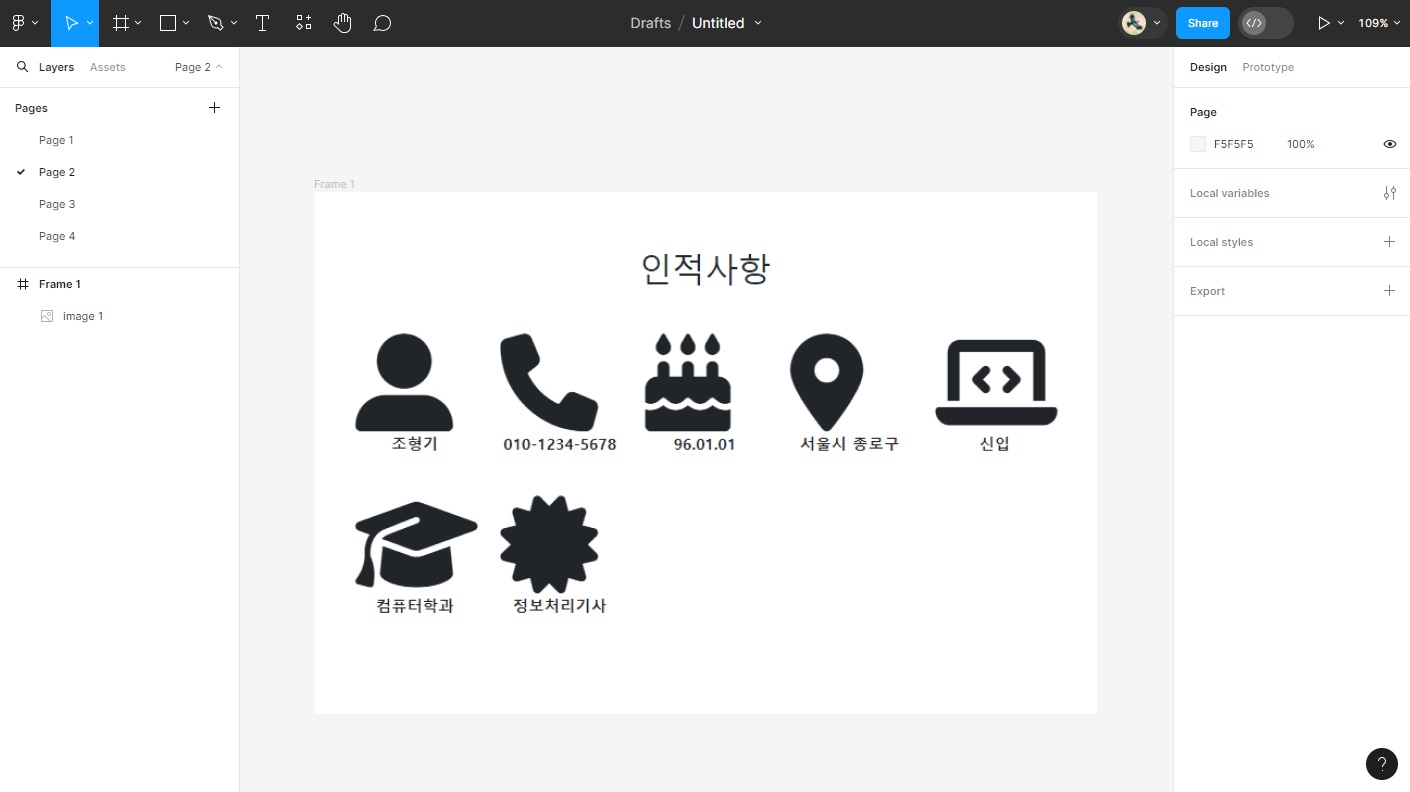 Drafts / Untitled
Share
109%
Layers Assets Page 2
Pages
Page 1
Page 2
Page 3
Page 4
Frame 1
image 1
Frame 1
인적사항
조형기 010-1234-5678 96.01.01 서울시 종로구 신입
컴퓨터학과 정보처리기사
Design Prototype
Page
F5F5F5 100%
Local variables
Local styles
Export
?